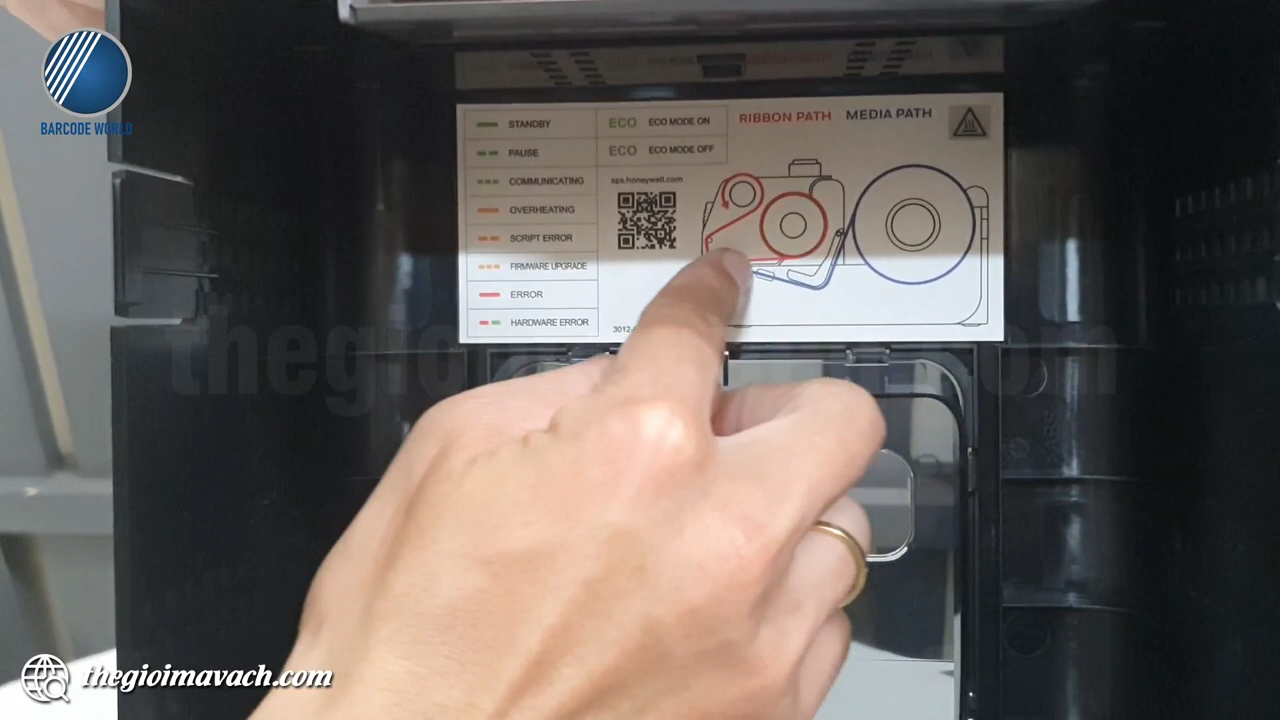 BARCODE WORLD
STANDBY
PAUSE
COMMUNICATING
OVERHEATING
SCRIPT ERROR
FIRMWARE UPGRADE
ERROR
HARDWARE ERROR
ECO ECO MODE ON
ECO ECO MODE OFF
sps.honeywell.com
RIBBON PATH MEDIA PATH
3012-
thegioimavach.com